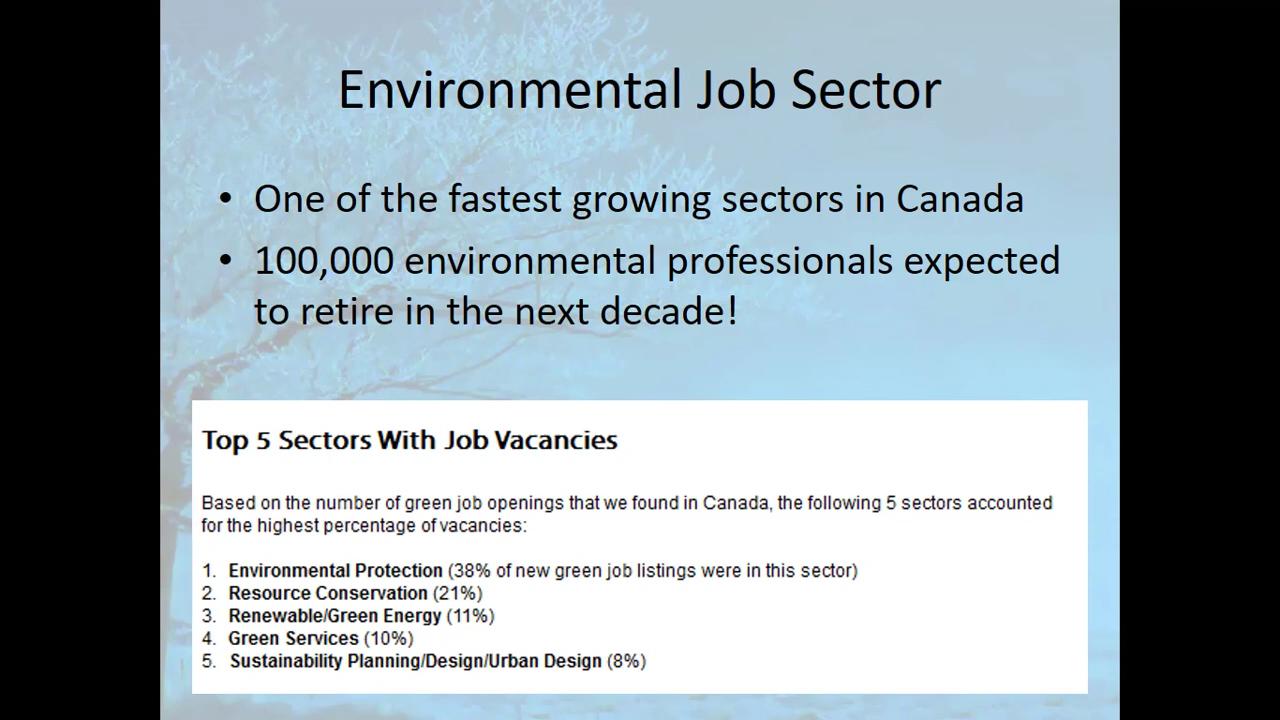 Environmental Job Sector
• One of the fastest growing sectors in Canada
• 100,000 environmental professionals expected
to retire in the next decade!
Top 5 Sectors With Job Vacancies
Based on the number of green job openings that we found in Canada, the following 5 sectors accounted
for the highest percentage of vacancies:
1. Environmental Protection (38% of new green job listings were in this sector)
2. Resource Conservation (21%)
3. Renewable/Green Energy (11%)
4. Green Services (10%)
5. Sustainability Planning/Design/Urban Design (8%)